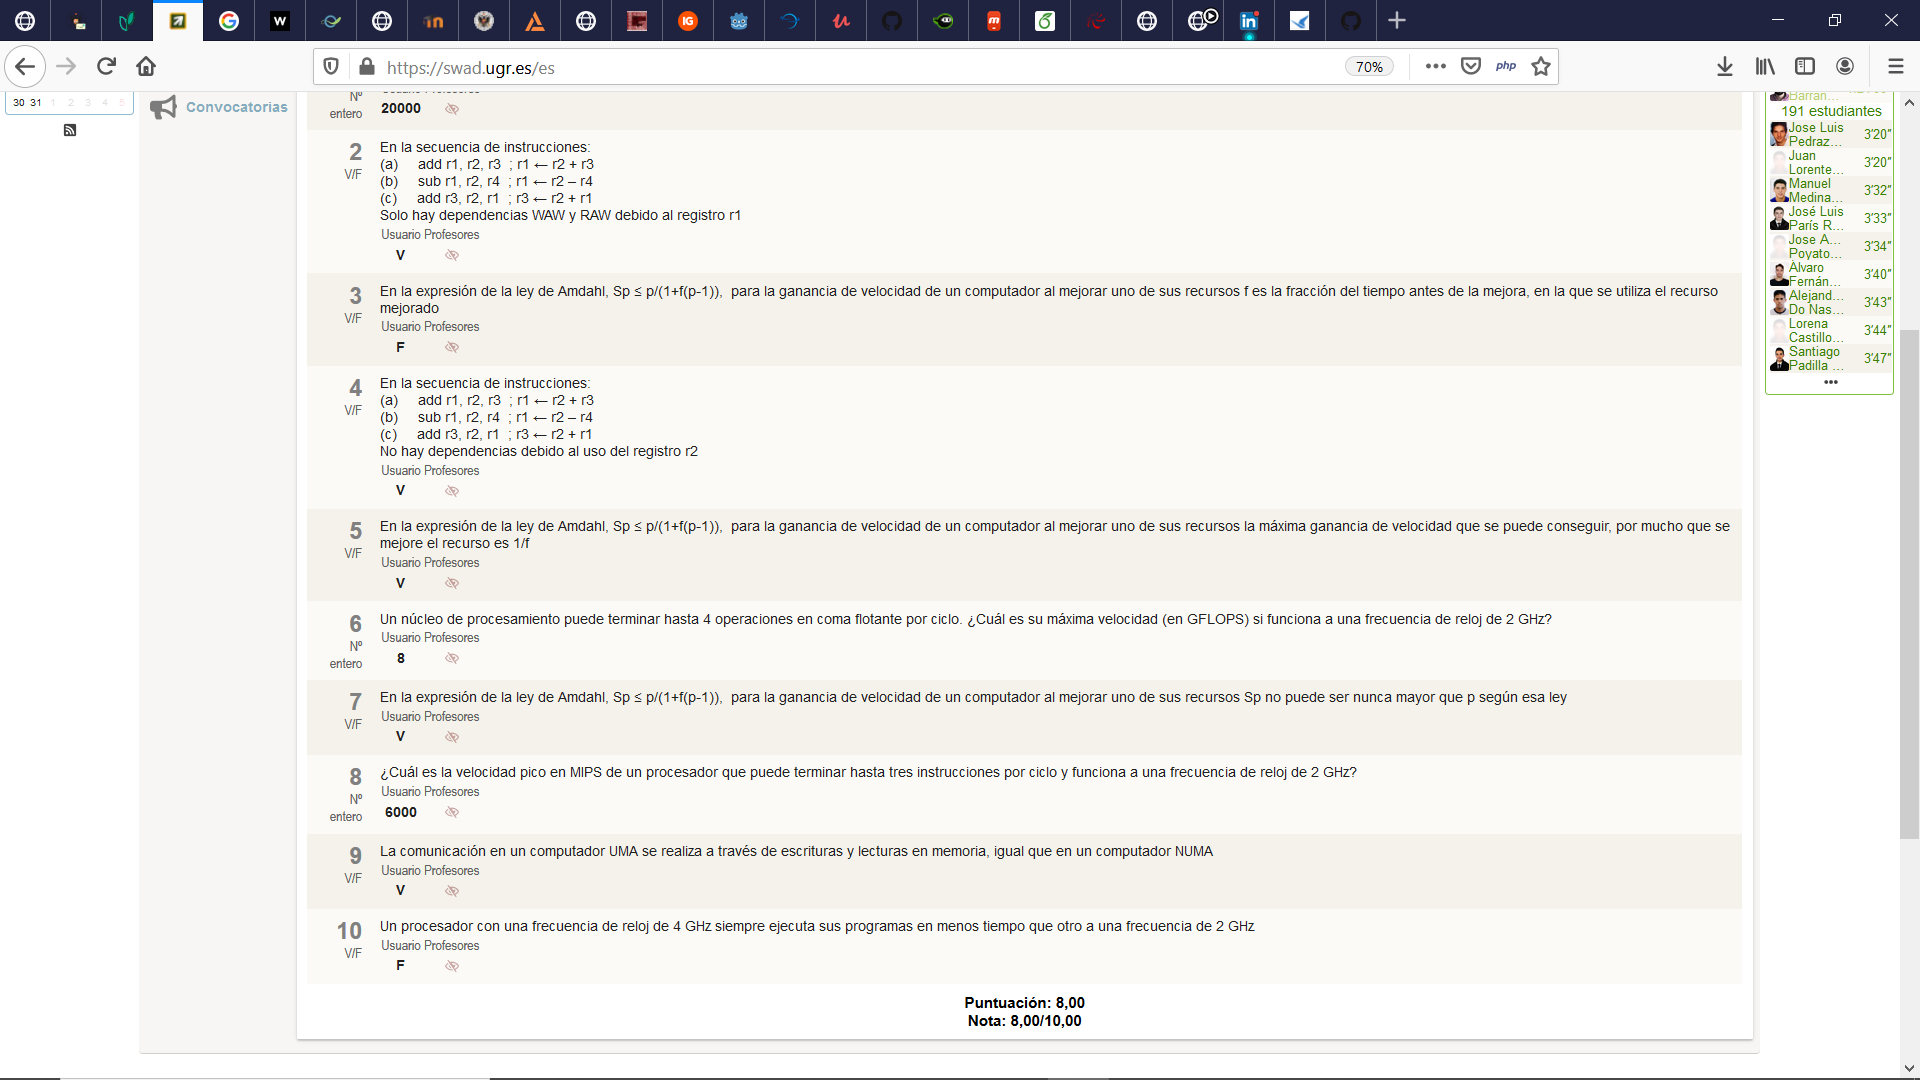 https://swad.ugr.es/es
70%
php
30 31 1 2 3 4 5
Convocatorias
Nº
entero
20000
2
V/F
En la secuencia de instrucciones:
(a) add r1, r2, r3 ; r1 ← r2 + r3
(b) sub r1, r2, r4 ; r1 ← r2 – r4
(c) add r3, r2, r1 ; r3 ← r2 + r1
Solo hay dependencias WAW y RAW debido al registro r1
Usuario Profesores
V
3
V/F
En la expresión de la ley de Amdahl, Sp ≤ p/(1+f(p-1)), para la ganancia de velocidad de un computador al mejorar uno de sus recursos f es la fracción del tiempo antes de la mejora, en la que se utiliza el recurso
mejorado
Usuario Profesores
F
4
V/F
En la secuencia de instrucciones:
(a) add r1, r2, r3 ; r1 ← r2 + r3
(b) sub r1, r2, r4 ; r1 ← r2 – r4
(c) add r3, r2, r1 ; r3 ← r2 + r1
No hay dependencias debido al uso del registro r2
Usuario Profesores
V
5
V/F
En la expresión de la ley de Amdahl, Sp ≤ p/(1+f(p-1)), para la ganancia de velocidad de un computador al mejorar uno de sus recursos la máxima ganancia de velocidad que se puede conseguir, por mucho que se
mejore el recurso es 1/f
Usuario Profesores
V
6
Nº
entero
Un núcleo de procesamiento puede terminar hasta 4 operaciones en coma flotante por ciclo. ¿Cuál es su máxima velocidad (en GFLOPS) si funciona a una frecuencia de reloj de 2 GHz?
Usuario Profesores
8
7
V/F
En la expresión de la ley de Amdahl, Sp ≤ p/(1+f(p-1)), para la ganancia de velocidad de un computador al mejorar uno de sus recursos Sp no puede ser nunca mayor que p según esa ley
Usuario Profesores
V
8
Nº
entero
¿Cuál es la velocidad pico en MIPS de un procesador que puede terminar hasta tres instrucciones por ciclo y funciona a una frecuencia de reloj de 2 GHz?
Usuario Profesores
6000
9
V/F
La comunicación en un computador UMA se realiza a través de escrituras y lecturas en memoria, igual que en un computador NUMA
Usuario Profesores
V
10
V/F
Un procesador con una frecuencia de reloj de 4 GHz siempre ejecuta sus programas en menos tiempo que otro a una frecuencia de 2 GHz
Usuario Profesores
F
Puntuación: 8,00
Nota: 8,00/10,00
Barran...
191 estudiantes
Jose Luis
Pedraz... 3'20"
Juan
Lorente... 3'20"
Manuel
Medina... 3'32"
José Luis
París R... 3'33"
Jose A...
Poyato... 3'34"
Álvaro
Fernán... 3'40"
Alejand...
Do Nas... 3'43"
Lorena
Castillo... 3'44"
Santiago
Padilla ... 3'47"